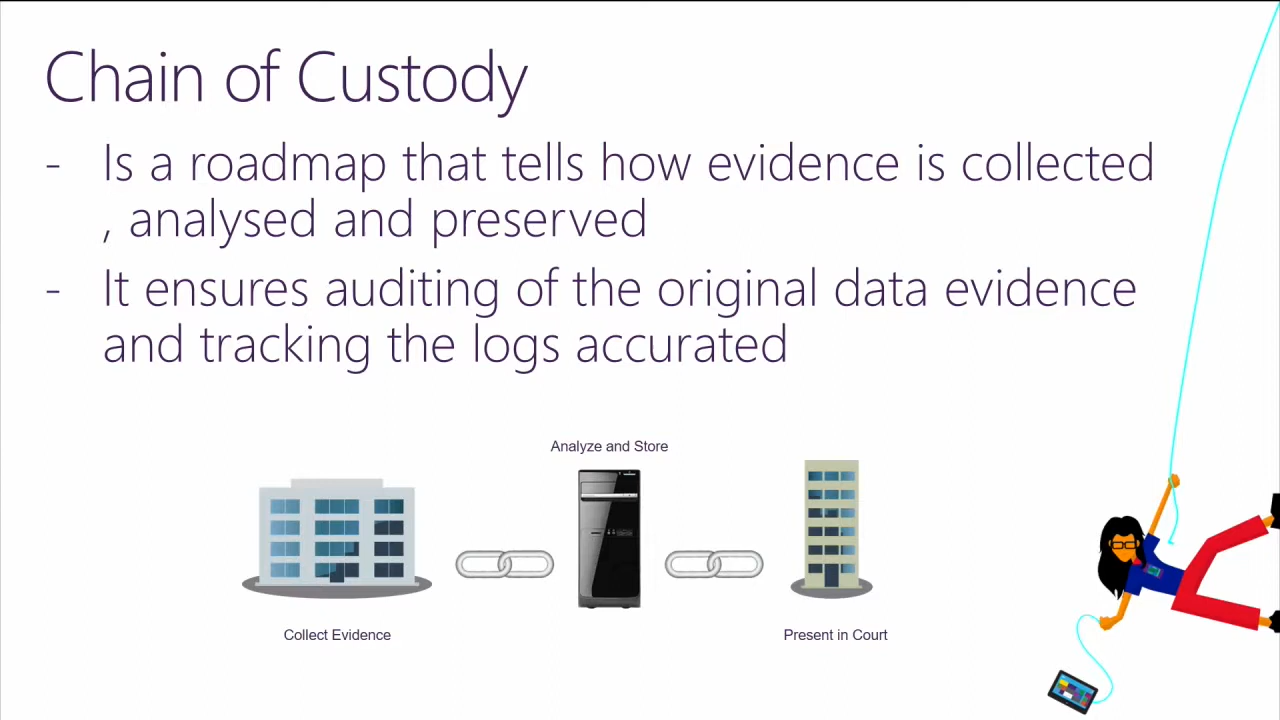 Chain of Custody
- Is a roadmap that tells how evidence is collected
, analysed and preserved
- It ensures auditing of the original data evidence
and tracking the logs accurated
Analyze and Store
Collect Evidence
Present in Court